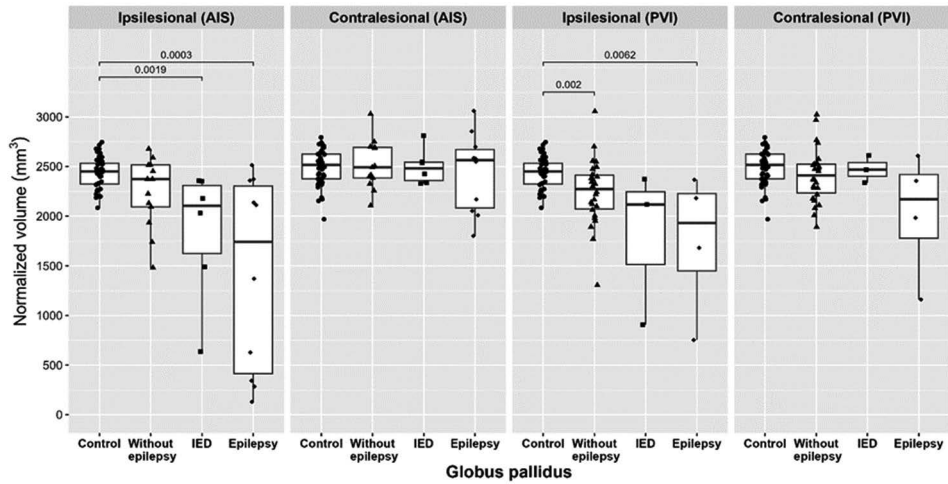 Ipsilesional (AIS)
Contralesional (AIS)
Ipsilesional (PVI)
Contralesional (PVI)
0.0003
0.0019
0.0062
0.002
Normalized volume (mm³)
3000
2500
2000
1500
1000
500
0
Control
Without
epilepsy
IED
Epilepsy
Control
Without
epilepsy
IED
Epilepsy
Control
Without
epilepsy
IED
Epilepsy
Control
Without
epilepsy
IED
Epilepsy
Globus pallidus